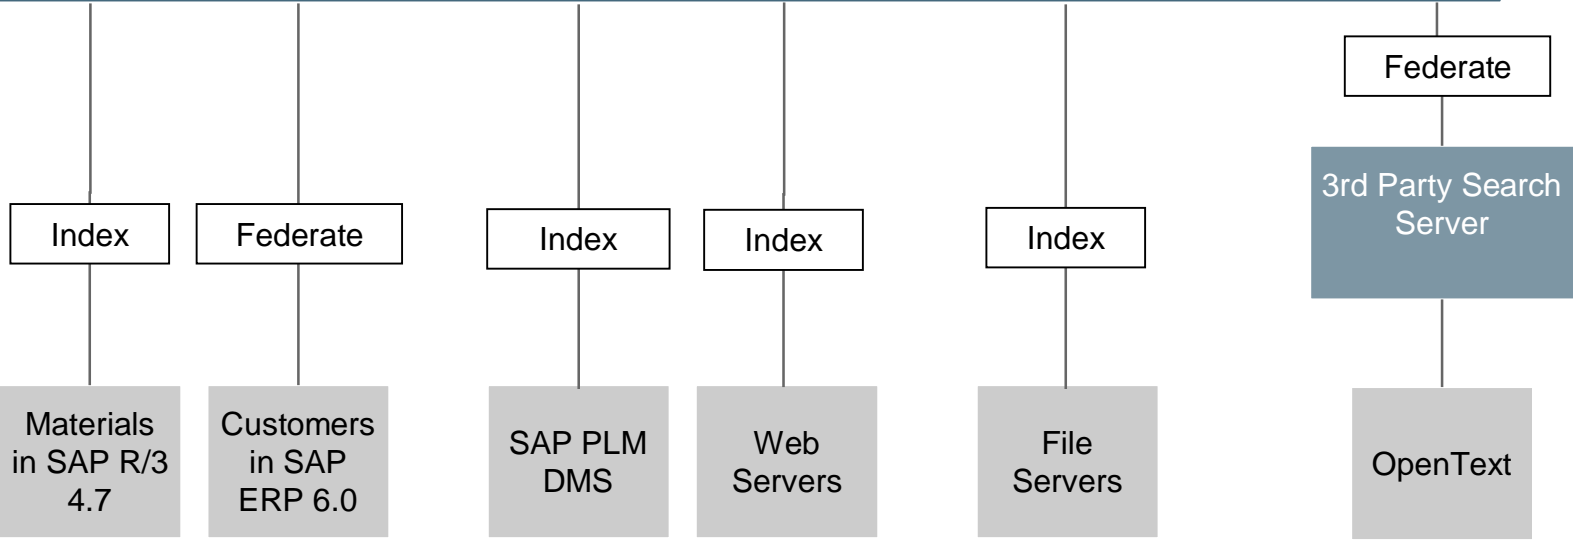 Federate
3rd Party Search
Server
Index
Federate
Index
Index
Index
Materials
in SAP R/3
4.7
Customers
in SAP
ERP 6.0
SAP PLM
DMS
Web
Servers
File
Servers
OpenText